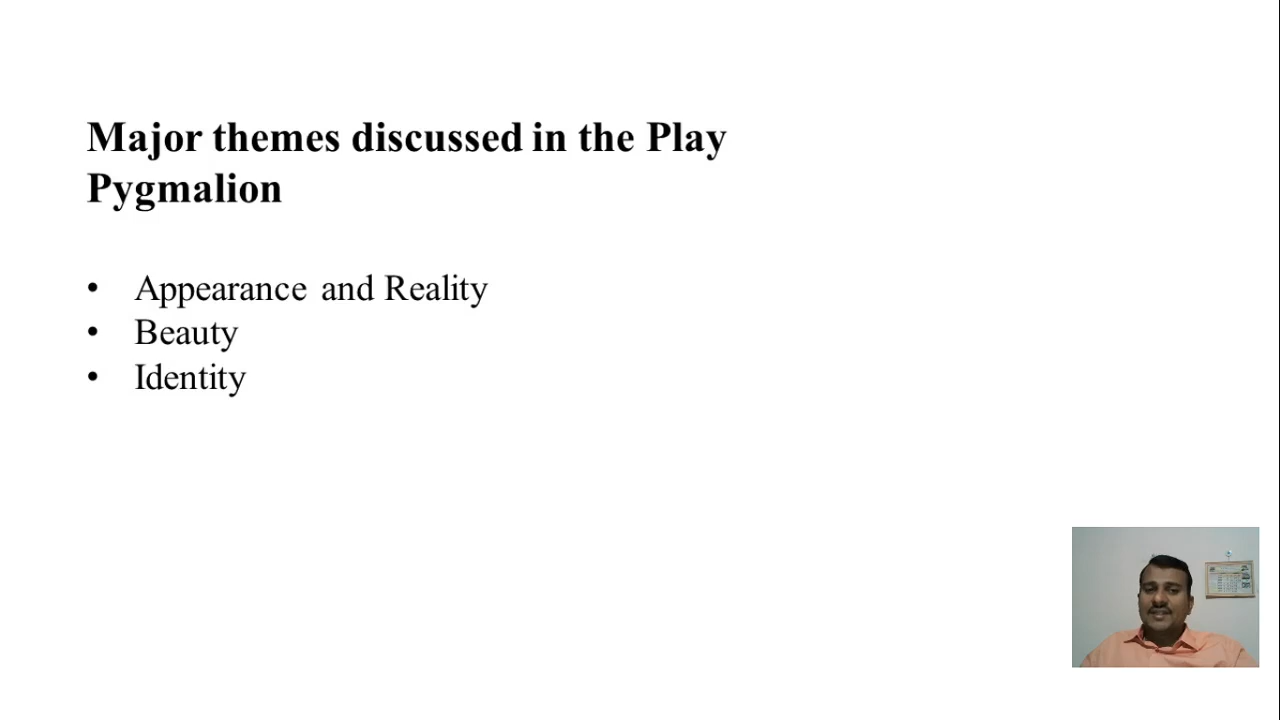 Major themes discussed in the Play
Pygmalion
• Appearance and Reality
• Beauty
• Identity